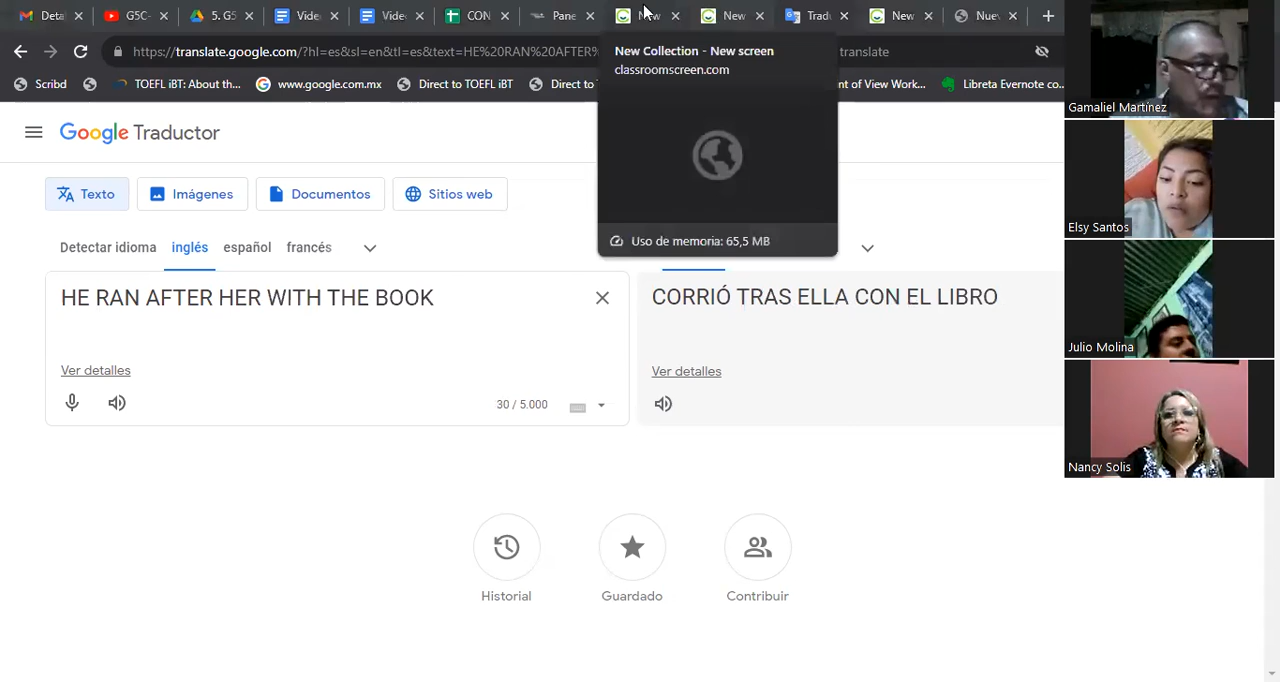 Deta
G5C-
5. G5
Vide
Vide
CON
Pane
New
New
Tradu
New
Nuev
https://translate.google.com/?hl=es&sl=en&tl=es&text=HE%20RAN%20AFTER
ranslate
Scribd
TOEFL iBT: About th...
www.google.com.mx
Direct to TOEFL iBT
Direct to
nt of View Work...
Libreta Evernote co...
New Collection - New screen
classroomscreen.com
Uso de memoria: 65,5 MB
Google Traductor
Texto
Imágenes
Documentos
Sitios web
Detectar idioma
inglés
español
francés
HE RAN AFTER HER WITH THE BOOK
CORRIÓ TRAS ELLA CON EL LIBRO
Ver detalles
Ver detalles
30 / 5.000
Historial
Guardado
Contribuir
Gamaliel Martínez
Elsy Santos
Julio Molina
Nancy Solis